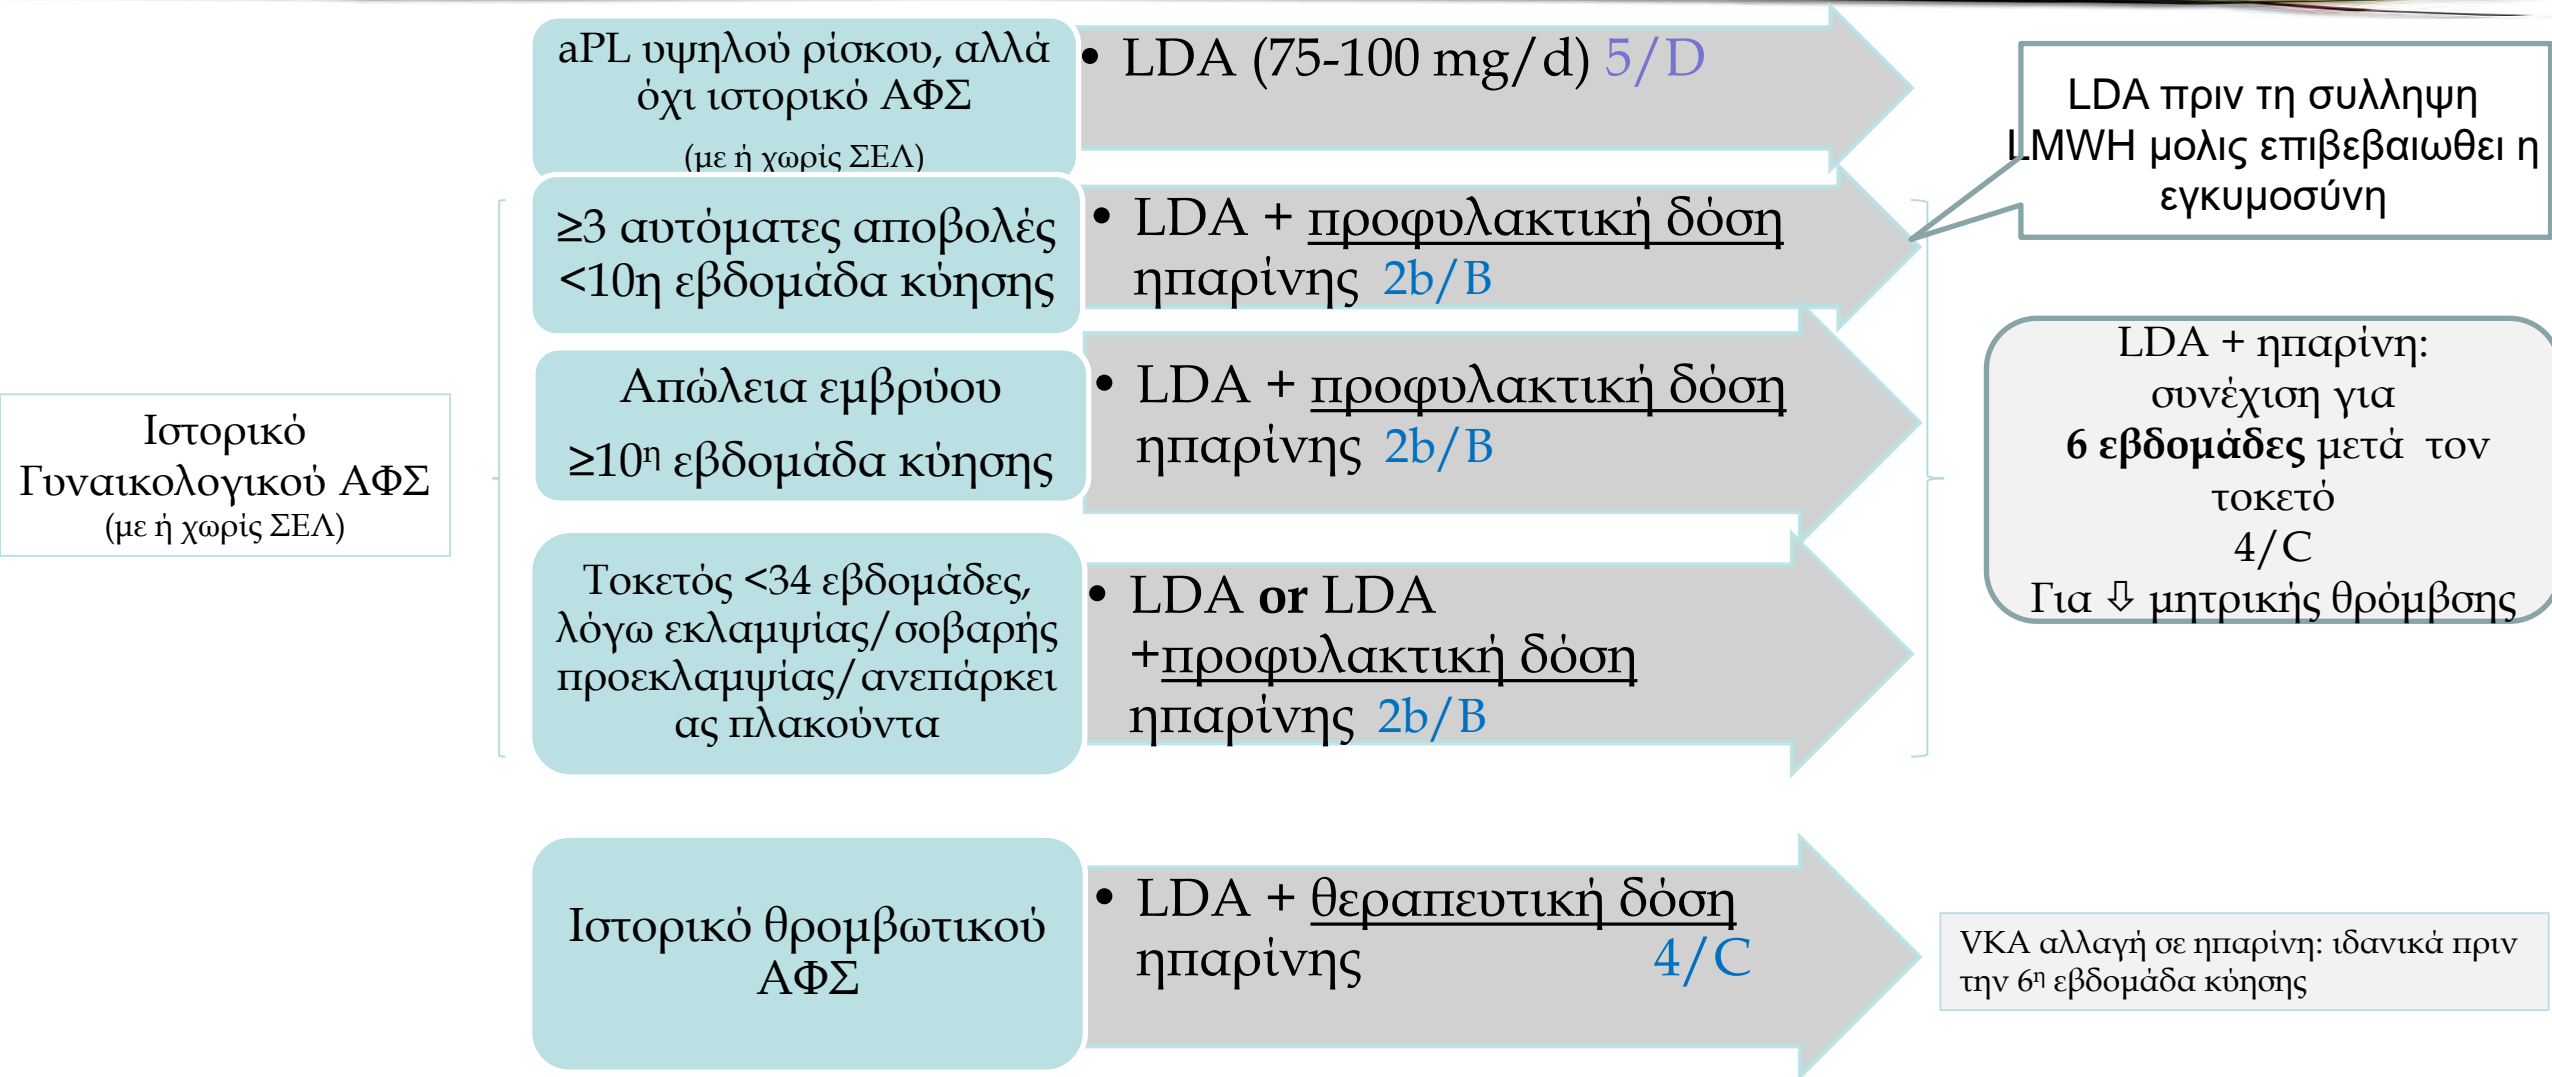 aPL υψηλού ρίσκου, αλλά
όχι ιστορικό ΑΦΣ
(με ή χωρίς ΣΕΛ)
• LDA (75-100 mg/d) 5/D
LDA πριν τη συλληψη
LMWH μολις επιβεβαιωθει η
εγκυμοσύνη
≥3 αυτόματες αποβολές
<10η εβδομάδα κύησης
• LDA + προφυλακτική δόση
ηπαρίνης 2b/B
Ιστορικό
Γυναικολογικού ΑΦΣ
(με ή χωρίς ΣΕΛ)
Απώλεια εμβρύου
≥10η εβδομάδα κύησης
• LDA + προφυλακτική δόση
ηπαρίνης 2b/B
LDA + ηπαρίνη:
συνέχιση για
6 εβδομάδες μετά τον
τοκετό
4/C
Για ⇩ μητρικής θρόμβσης
Τοκετός <34 εβδομάδες,
λόγω εκλαμψίας/σοβαρής
προεκλαμψίας/ανεπάρκει
ας πλακούντα
• LDA or LDA
+προφυλακτική δόση
ηπαρίνης 2b/B
Ιστορικό θρομβωτικού
ΑΦΣ
• LDA + θεραπευτική δόση
ηπαρίνης 4/C
VKA αλλαγή σε ηπαρίνη: ιδανικά πριν
την 6η εβδομάδα κύησης